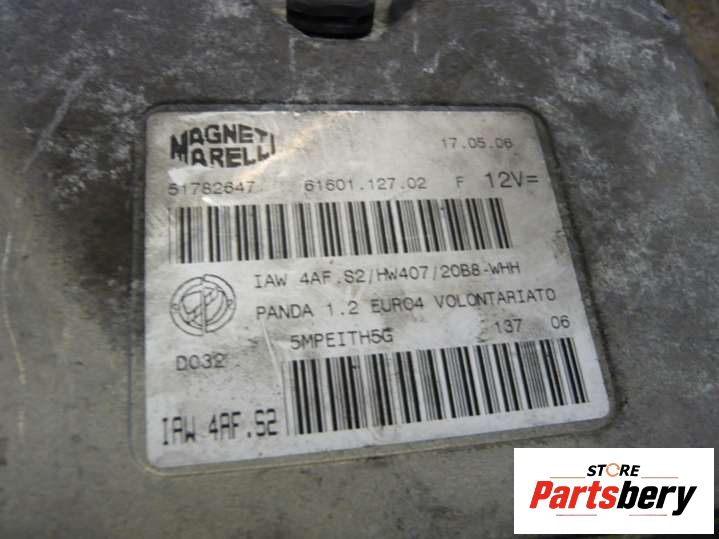 MAGNETI
MARELLI
17.05.06
51782647.
61601.127.02 F 12V=
IAW 4AF.S2/HW407/20B8-WHH
PANDA 1.2 EURO4 VOLONTARIATO
5MPEITH5G 137 06
D032
IAW 4AF.S2
STORE
Partsbery